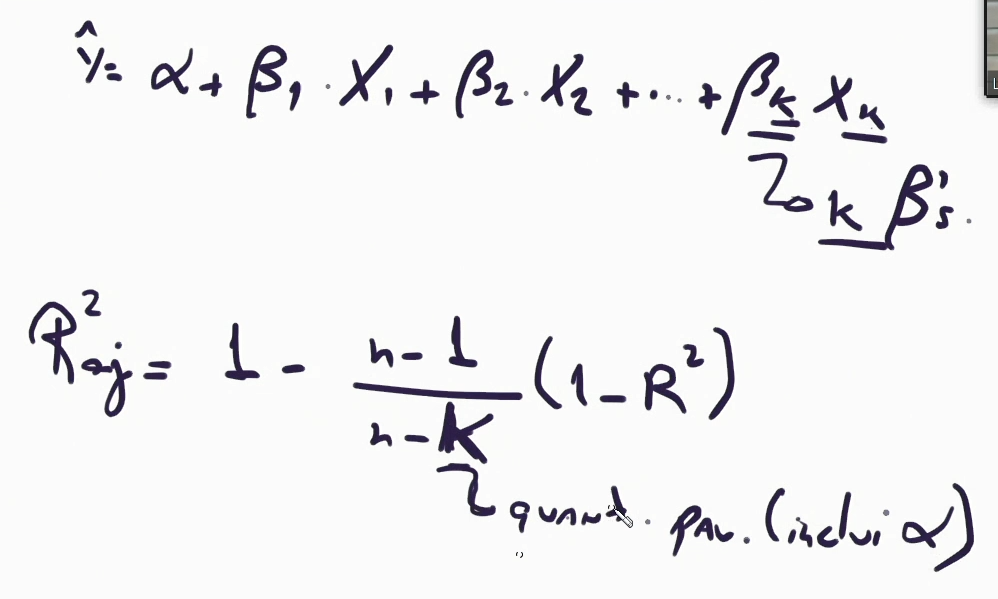 ŷ= α + β₁ · X₁ + β₂ · X₂ + ... + βₖ Xₖ
k β's.
R²aj = 1 - (n - 1)/(n - K) (1 - R²)
quant. par. (inclui α)